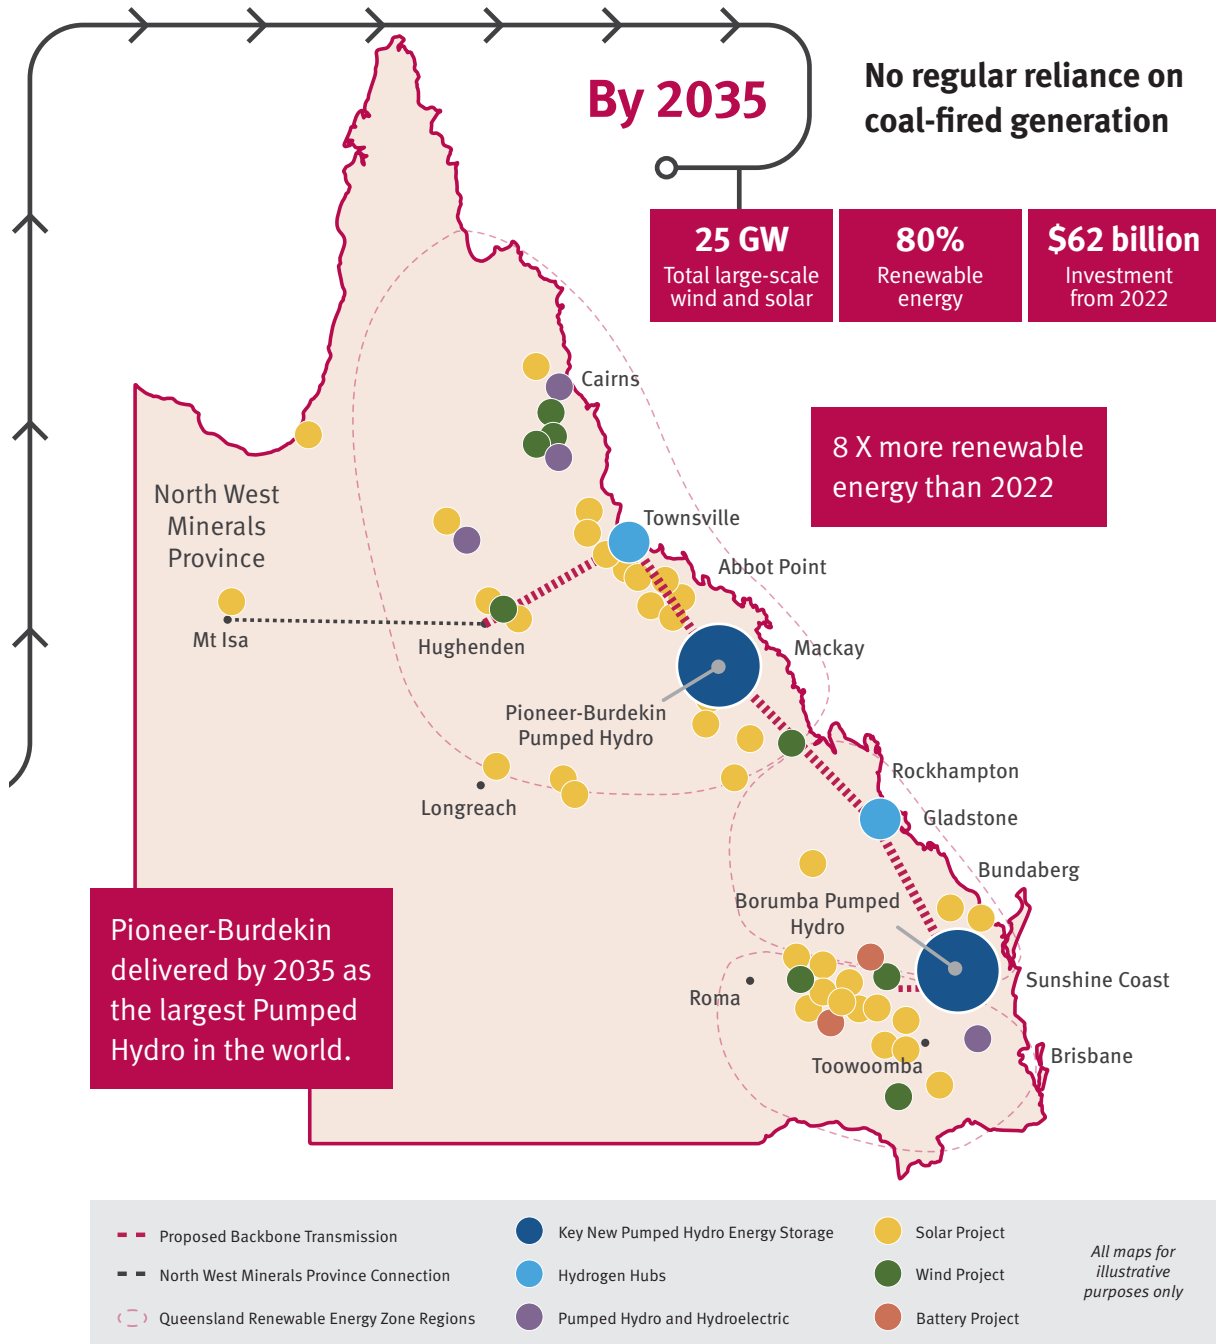 By 2035
No regular reliance on
coal-fired generation
25 GW
Total large-scale
wind and solar
80%
Renewable
energy
$62 billion
Investment
from 2022
8 X more renewable
energy than 2022
Cairns
North West
Minerals
Province
Townsville
Abbot Point
Mt Isa
Hughenden
Mackay
Pioneer-Burdekin
Pumped Hydro
Rockhampton
Longreach
Gladstone
Bundaberg
Borumba Pumped
Hydro
Roma
Sunshine Coast
Toowoomba
Brisbane
Pioneer-Burdekin
delivered by 2035 as
the largest Pumped
Hydro in the world.
Proposed Backbone Transmission
North West Minerals Province Connection
Queensland Renewable Energy Zone Regions
Key New Pumped Hydro Energy Storage
Hydrogen Hubs
Pumped Hydro and Hydroelectric
Solar Project
Wind Project
Battery Project
All maps for
illustrative
purposes only